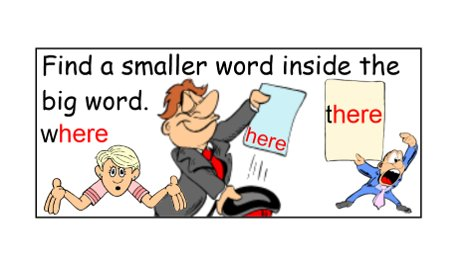 Find a smaller word inside the
big word.
where
here
there